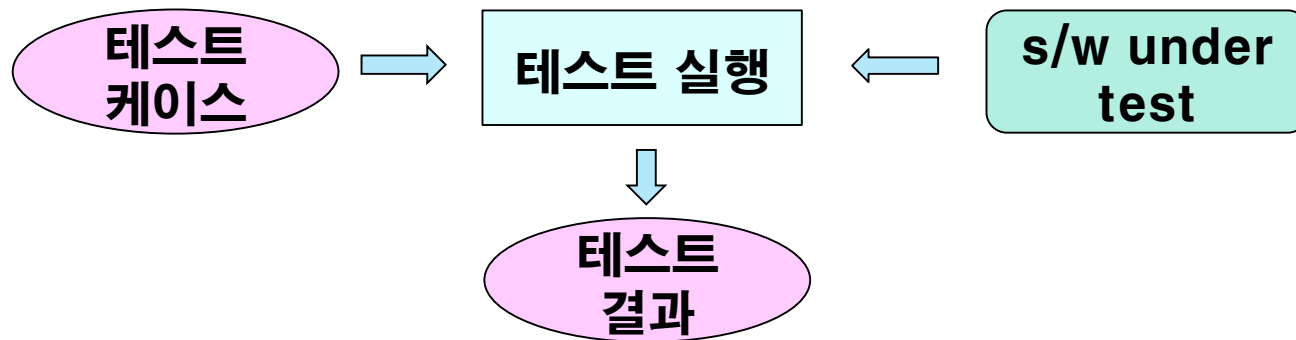 테스트
케이스
테스트 실행
s/w under
test
테스트
결과